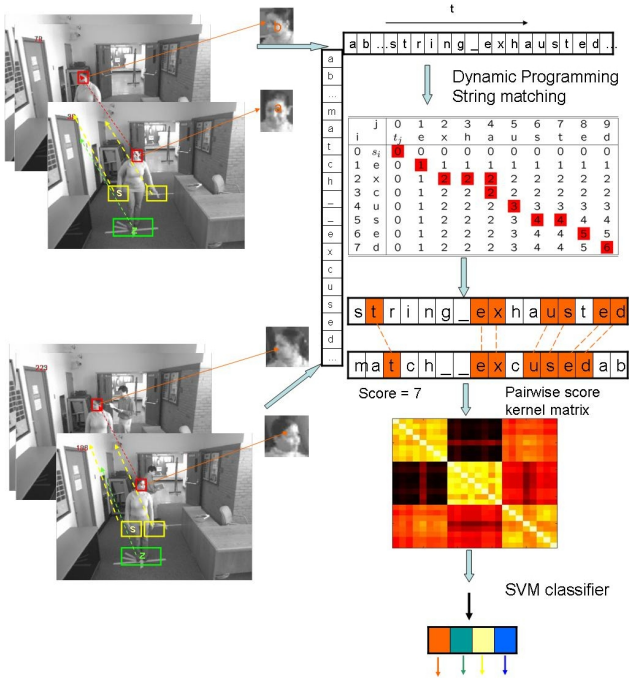 t
ab...string_exhausted...
a
b
...
m
a
t
c
h
_
_
e
x
c
u
s
e
d
...
Dynamic Programming
String matching
j 0 1 2 3 4 5 6 7 8 9
i tj e x h a u s t e d
0 si 0 0 0 0 0 0 0 0 0 0
1 e 0 1 1 1 1 1 1 1 1 1
2 x 0 1 2 2 2 2 2 2 2 2
3 c 0 1 2 2 2 2 2 2 2 2
4 u 0 1 2 2 2 3 3 3 3 3
5 s 0 1 2 2 2 3 4 4 4 4
6 e 0 1 2 2 2 3 4 4 5 5
7 d 0 1 2 2 2 3 4 4 5 6
string_exhausted
match__excusedab
Score = 7
Pairwise score
kernel matrix
SVM classifier
S
223
188
S